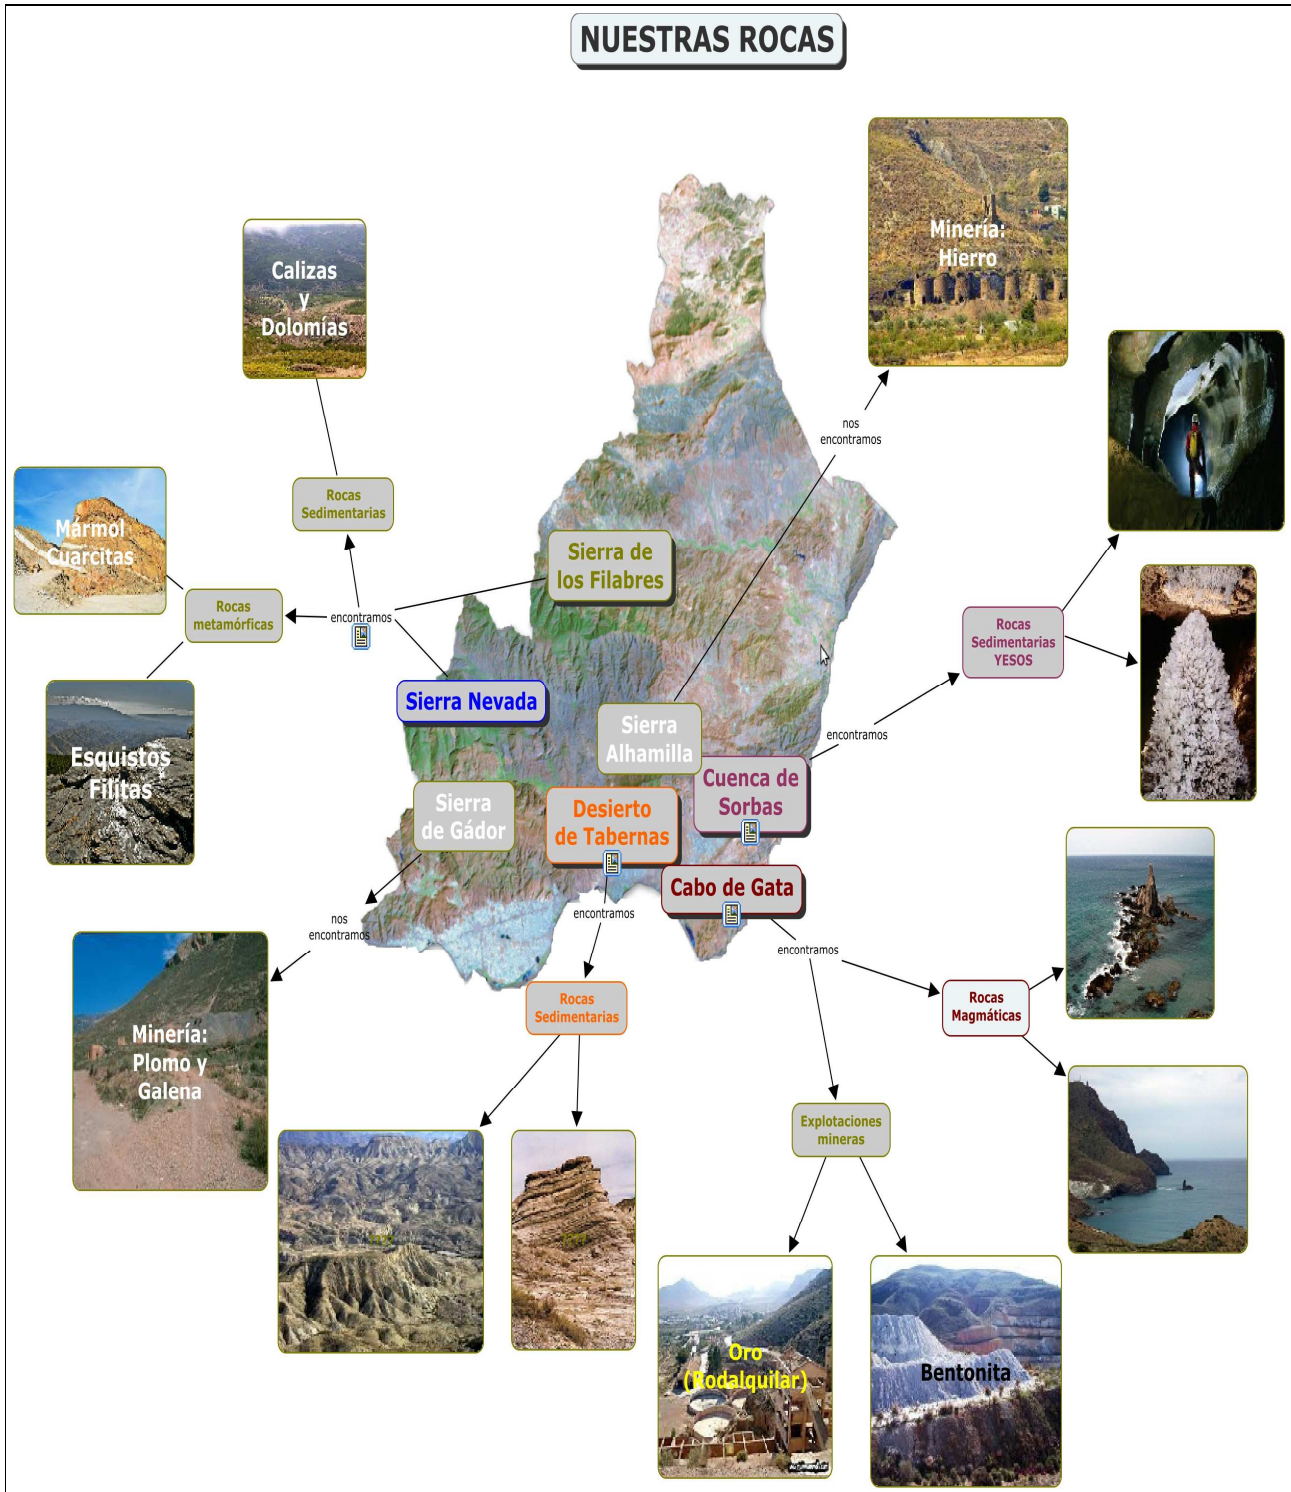 NUESTRAS ROCAS
Minería:
Hierro
Calizas
y
Dolomías
nos
encontramos
Mármol
Cuarcitas
Rocas
Sedimentarias
Sierra de
los Filabres
Rocas
metamórficas
encontramos
Rocas
Sedimentarias
YESOS
Sierra Nevada
Sierra
Alhamilla
encontramos
Esquistos
Filitas
Cuenca de
Sorbas
Sierra
de Gádor
Desierto
de Tabernas
Cabo de Gata
nos
encontramos
encontramos
encontramos
Rocas
Sedimentarias
Rocas
Magmáticas
Minería:
Plomo y
Galena
Explotaciones
mineras
????
????
Oro
(Rodalquilar)
Bentonita